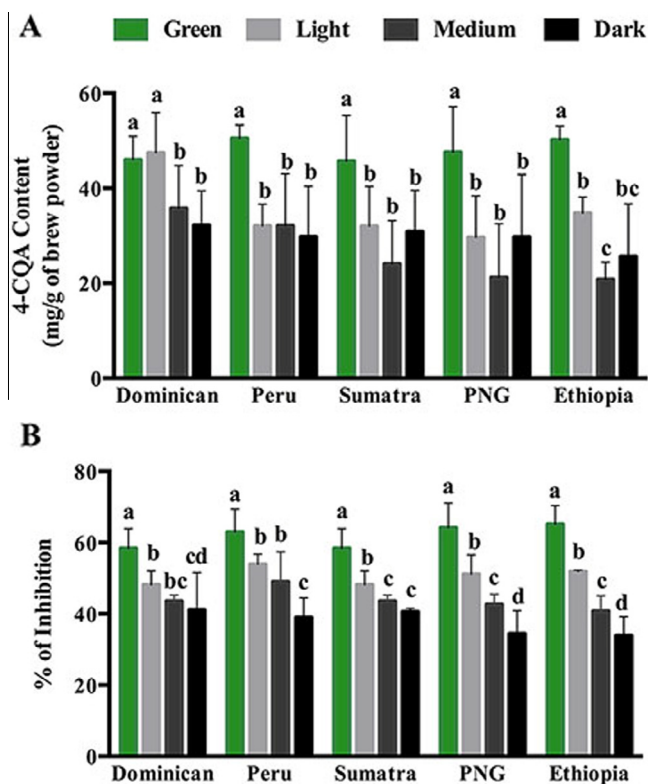 A
Green Light Medium Dark
4-CQA Content
(mg/g of brew powder)
60
40
20
0
a a b b a b b b a b b b a b b b a b c bc
Dominican Peru Sumatra PNG Ethiopia
B
% of Inhibition
80
60
40
20
0
a b bc cd a b b c a b c c a b c d a b c d
Dominican Peru Sumatra PNG Ethiopia